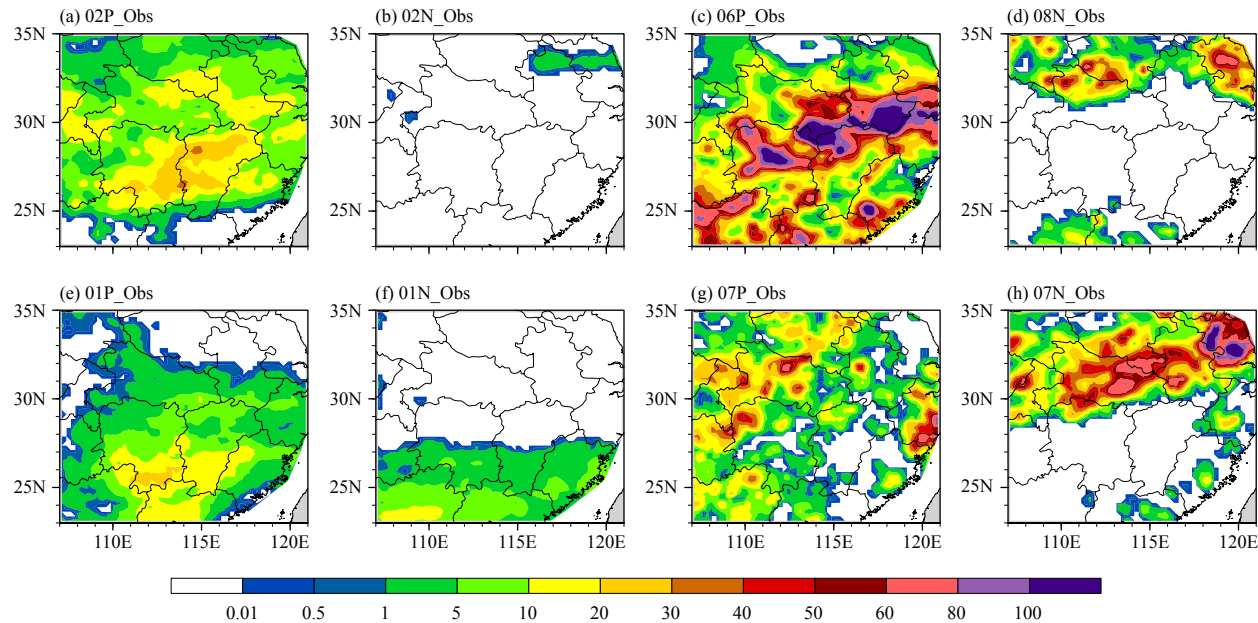 (a) 02P_Obs (b) 02N_Obs (c) 06P_Obs (d) 08N_Obs
35N 35N 35N 35N
30N 30N 30N 30N
25N 25N 25N 25N
(e) 01P_Obs (f) 01N_Obs (g) 07P_Obs (h) 07N_Obs
35N 35N 35N 35N
30N 30N 30N 30N
25N 25N 25N 25N
110E 115E 120E 110E 115E 120E 110E 115E 120E 110E 115E 120E
0.01 0.5 1 5 10 20 30 40 50 60 80 100